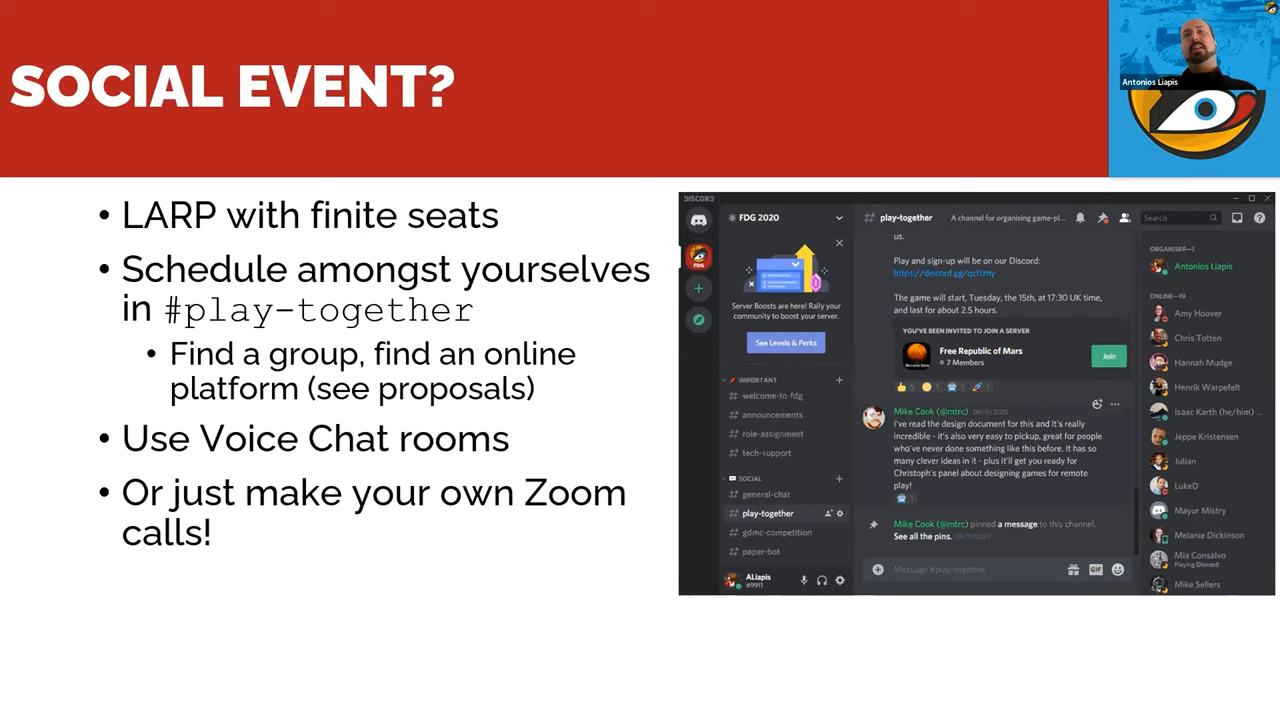 SOCIAL EVENT?
Antonios Liapis
• LARP with finite seats
• Schedule amongst yourselves
in #play-together
• Find a group, find an online
platform (see proposals)
• Use Voice Chat rooms
• Or just make your own Zoom
calls!
DISCORD
FDG 2020
Server Boosts are here! Rally your
community to boost your server.
See Levels & Perks
IMPORTANT
# welcome-to-fdg
# announcements
# role-assignment
# tech-support
SOCIAL
# general-chat
# play-together
# gdmc-competition
# paper-bot
ALiapis
#9911
# play-together
A channel for organising game-pl...
Search
us.
Play and sign-up will be on our Discord:
The game will start, Tuesday, the 15th, at 17:30 UK time,
and last for about 2.5 hours.
YOU'VE BEEN INVITED TO JOIN A SERVER
Free Republic of Mars
7 Members
Join
Mike Cook (@mtrc) 09/11/2020
I've read the design document for this and it's really
incredible - it's also very easy to pickup, great for people
who've never done something like this before. It has so
many clever ideas in it - plus it'll get you ready for
Christoph's panel about designing games for remote
play!
Mike Cook (@mtrc) pinned a message to this channel.
See all the pins. 09/11/2020
Message #play-together
GIF
ORGANISER—1
Antonios Liapis
ONLINE—19
Amy Hoover
Chris Totten
Hannah Mudge
Henrik Warpefelt
Isaac Karth (he/him) ...
Jeppe Kristensen
Julian
LukeD
Mayur Mistry
Melanie Dickinson
Mia Consalvo
Playing Discord
Mike Sellers